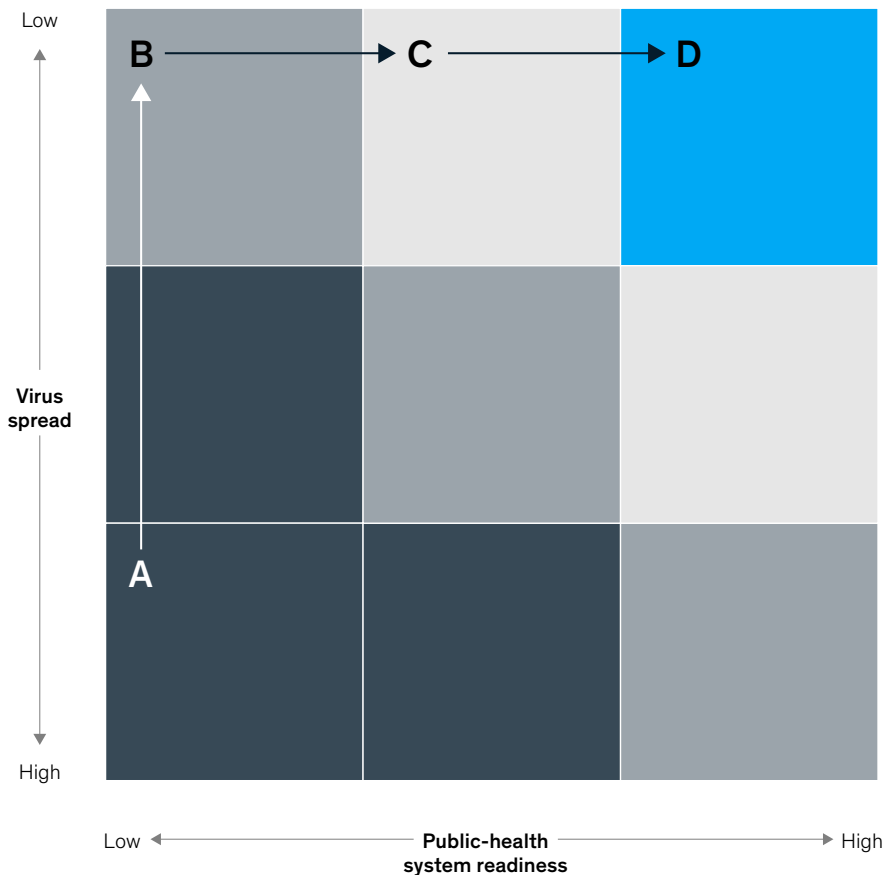 Low
B
C
D
Virus
spread
A
High
Low
Public-health
system readiness
High